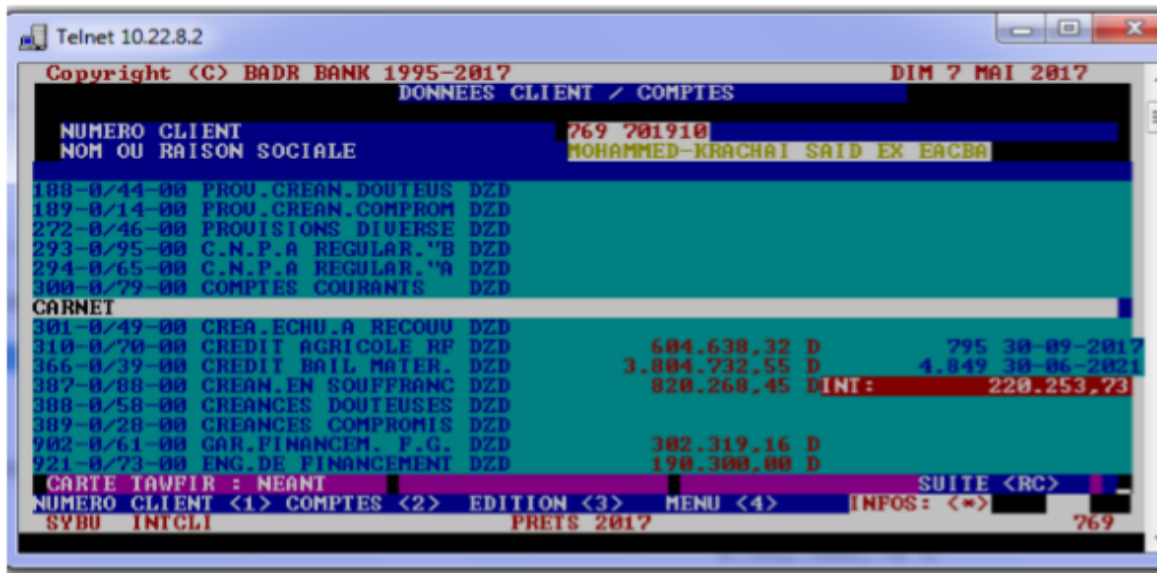 Telnet 10.22.8.2
Copyright (C) BADR BANK 1995-2017 DIM 7 MAI 2017
DONNEES CLIENT / COMPTES
NUMERO CLIENT 769 701910
NOM OU RAISON SOCIALE MOHAMMED-KRACHAI SAID EX EACBA
188-0/44-00 PROV.CREAN.DOUTEUS DZD
189-0/14-00 PROV.CREAN.COMPROM DZD
272-0/46-00 PROVISIONS DIVERSE DZD
293-0/95-00 C.N.P.A REGULAR."B DZD
294-0/65-00 C.N.P.A REGULAR."A DZD
300-0/79-00 COMPTES COURANTS DZD
CARNET
301-0/49-00 CREA.ECHU.A RECOUV DZD
310-0/70-00 CREDIT AGRICOLE RF DZD 604.638,32 D 795 30-09-2017
366-0/39-00 CREDIT BAIL MATER. DZD 3.804.732,55 D 4.849 30-06-2021
387-0/88-00 CREAN.EN SOUFFRANC DZD 820.268,45 DINT: 220.253,73
388-0/58-00 CREANCES DOUTEUSES DZD
389-0/28-00 CREANCES COMPROMIS DZD
902-0/61-00 GAR.FINANCEM. F.G. DZD 302.319,16 D
921-0/73-00 ENG.DE FINANCEMENT DZD 190.300,00 D
CARTE TAWFIR : NEANT SUITE <RC>
NUMERO CLIENT <1> COMPTES <2> EDITION <3> MENU <4> INFOS: <*>
SYBU INTCLI PRETS 2017 769